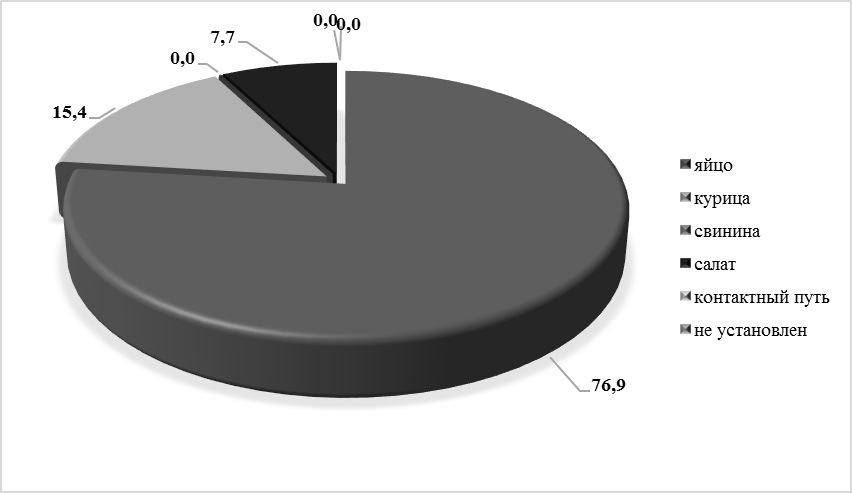 0,0
0,0
7,7
0,0
15,4
76,9
яйцо
курица
свинина
салат
контактный путь
не установлен